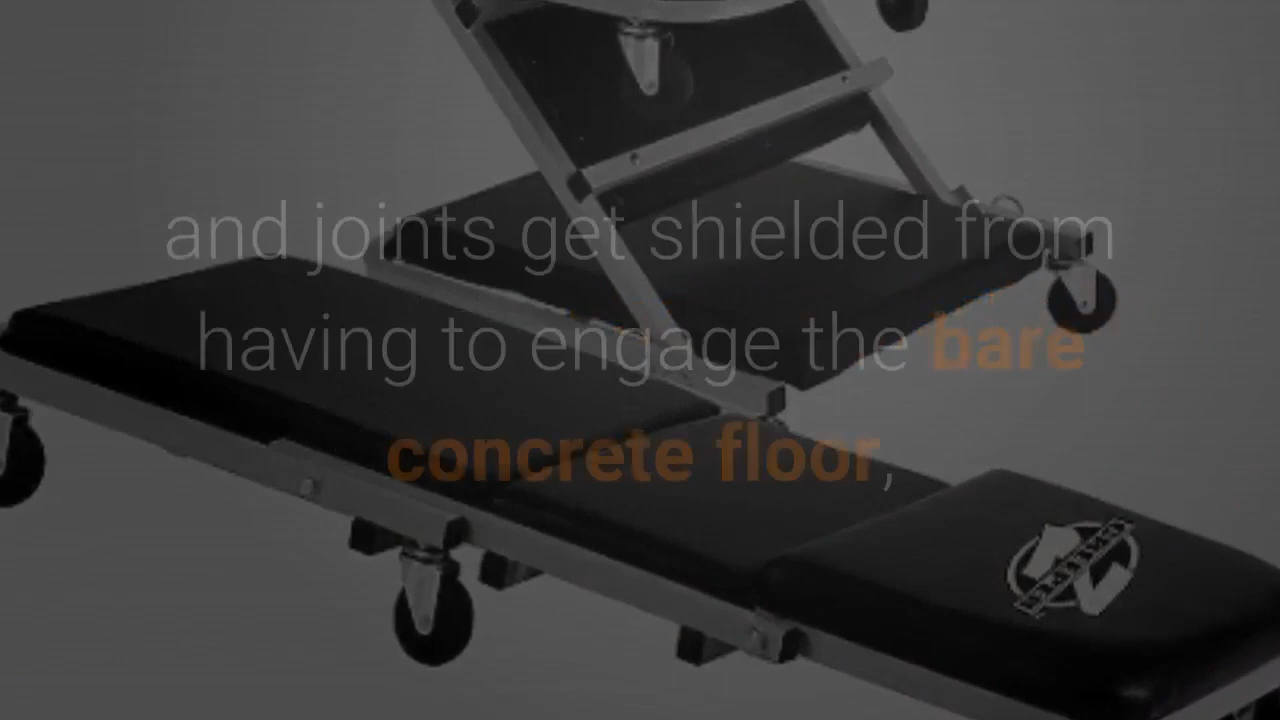 and joints get shielded from
having to engage the bare
concrete floor,